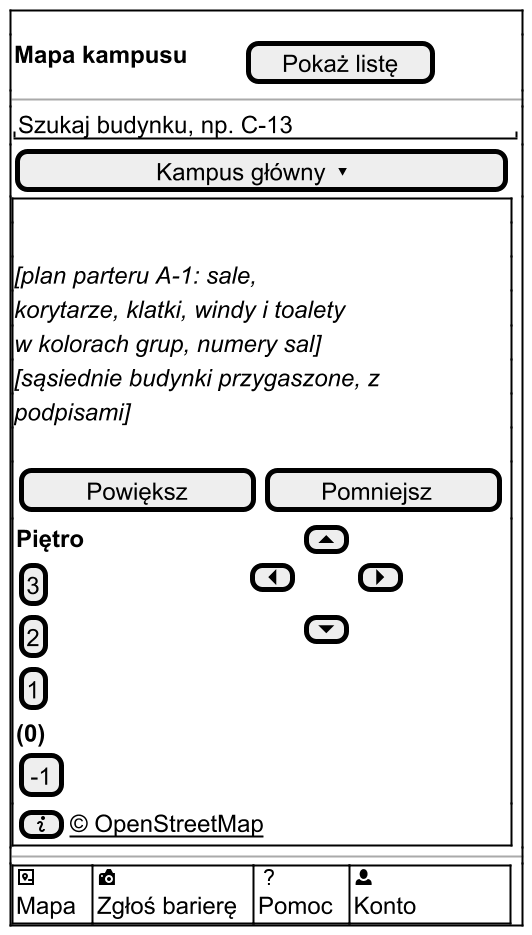 Mapa kampusu
Pokaż listę
Szukaj budynku, np. C-13
Kampus główny ▼
[plan parteru A-1: sale,
korytarze, klatki, windy i toalety
w kolorach grup, numery sal]
[sąsiednie budynki przygaszone, z
podpisami]
Powiększ
Pomniejsz
Piętro
3
2
1
(0)
-1
i © OpenStreetMap
?
Mapa
Zgłoś barierę
Pomoc
Konto